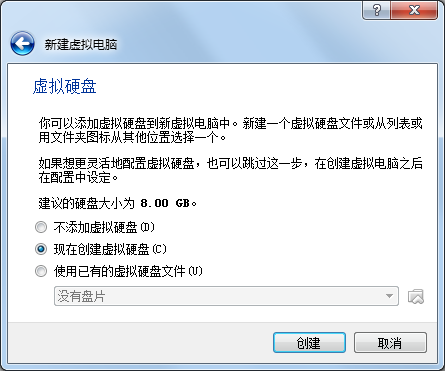 新建虚拟电脑
虚拟硬盘
你可以添加虚拟硬盘到新虚拟电脑中。新建一个虚拟硬盘文件或从列表或
用文件夹图标从其他位置选择一个。
如果想更灵活地配置虚拟硬盘，也可以跳过这一步，在创建虚拟电脑之后
在配置中设定。
建议的硬盘大小为 8.00 GB。
不添加虚拟硬盘(D)
现在创建虚拟硬盘(C)
使用已有的虚拟硬盘文件(U)
没有盘片
创建 取消